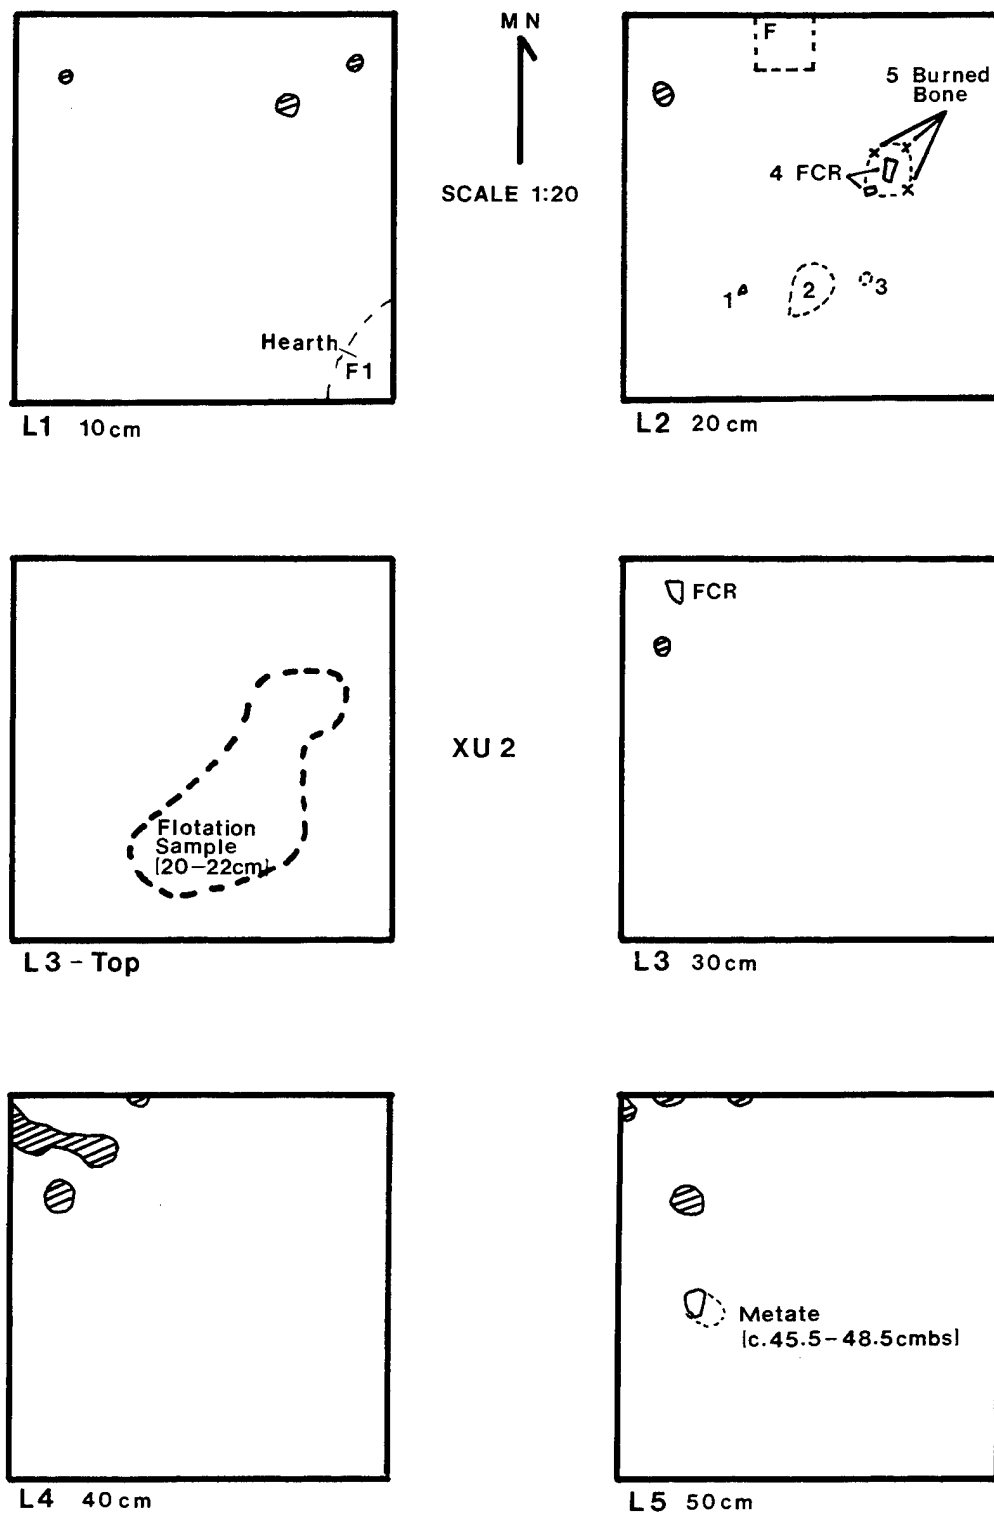 M N
SCALE 1:20
Hearth
F1
L1 10cm
F
5 Burned
Bone
4 FCR
1
2
3
L2 20cm
Flotation
Sample
[20-22cm]
L3 - Top
XU 2
FCR
L3 30cm
L4 40cm
Metate
[c.45.5-48.5cmbs]
L5 50cm